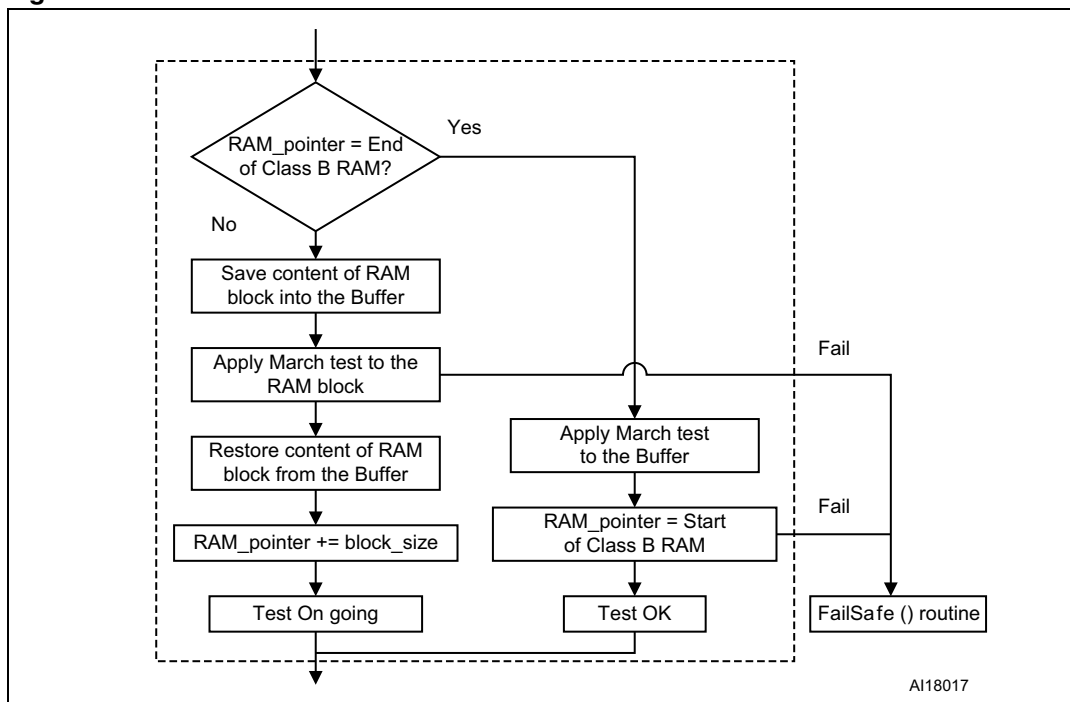 RAM_pointer = End
of Class B RAM?
Yes
No
Save content of RAM
block into the Buffer
Apply March test to the
RAM block
Fail
Restore content of RAM
block from the Buffer
Apply March test
to the Buffer
RAM_pointer += block_size
RAM_pointer = Start
of Class B RAM
Fail
Test On going
Test OK
FailSafe () routine
AI18017